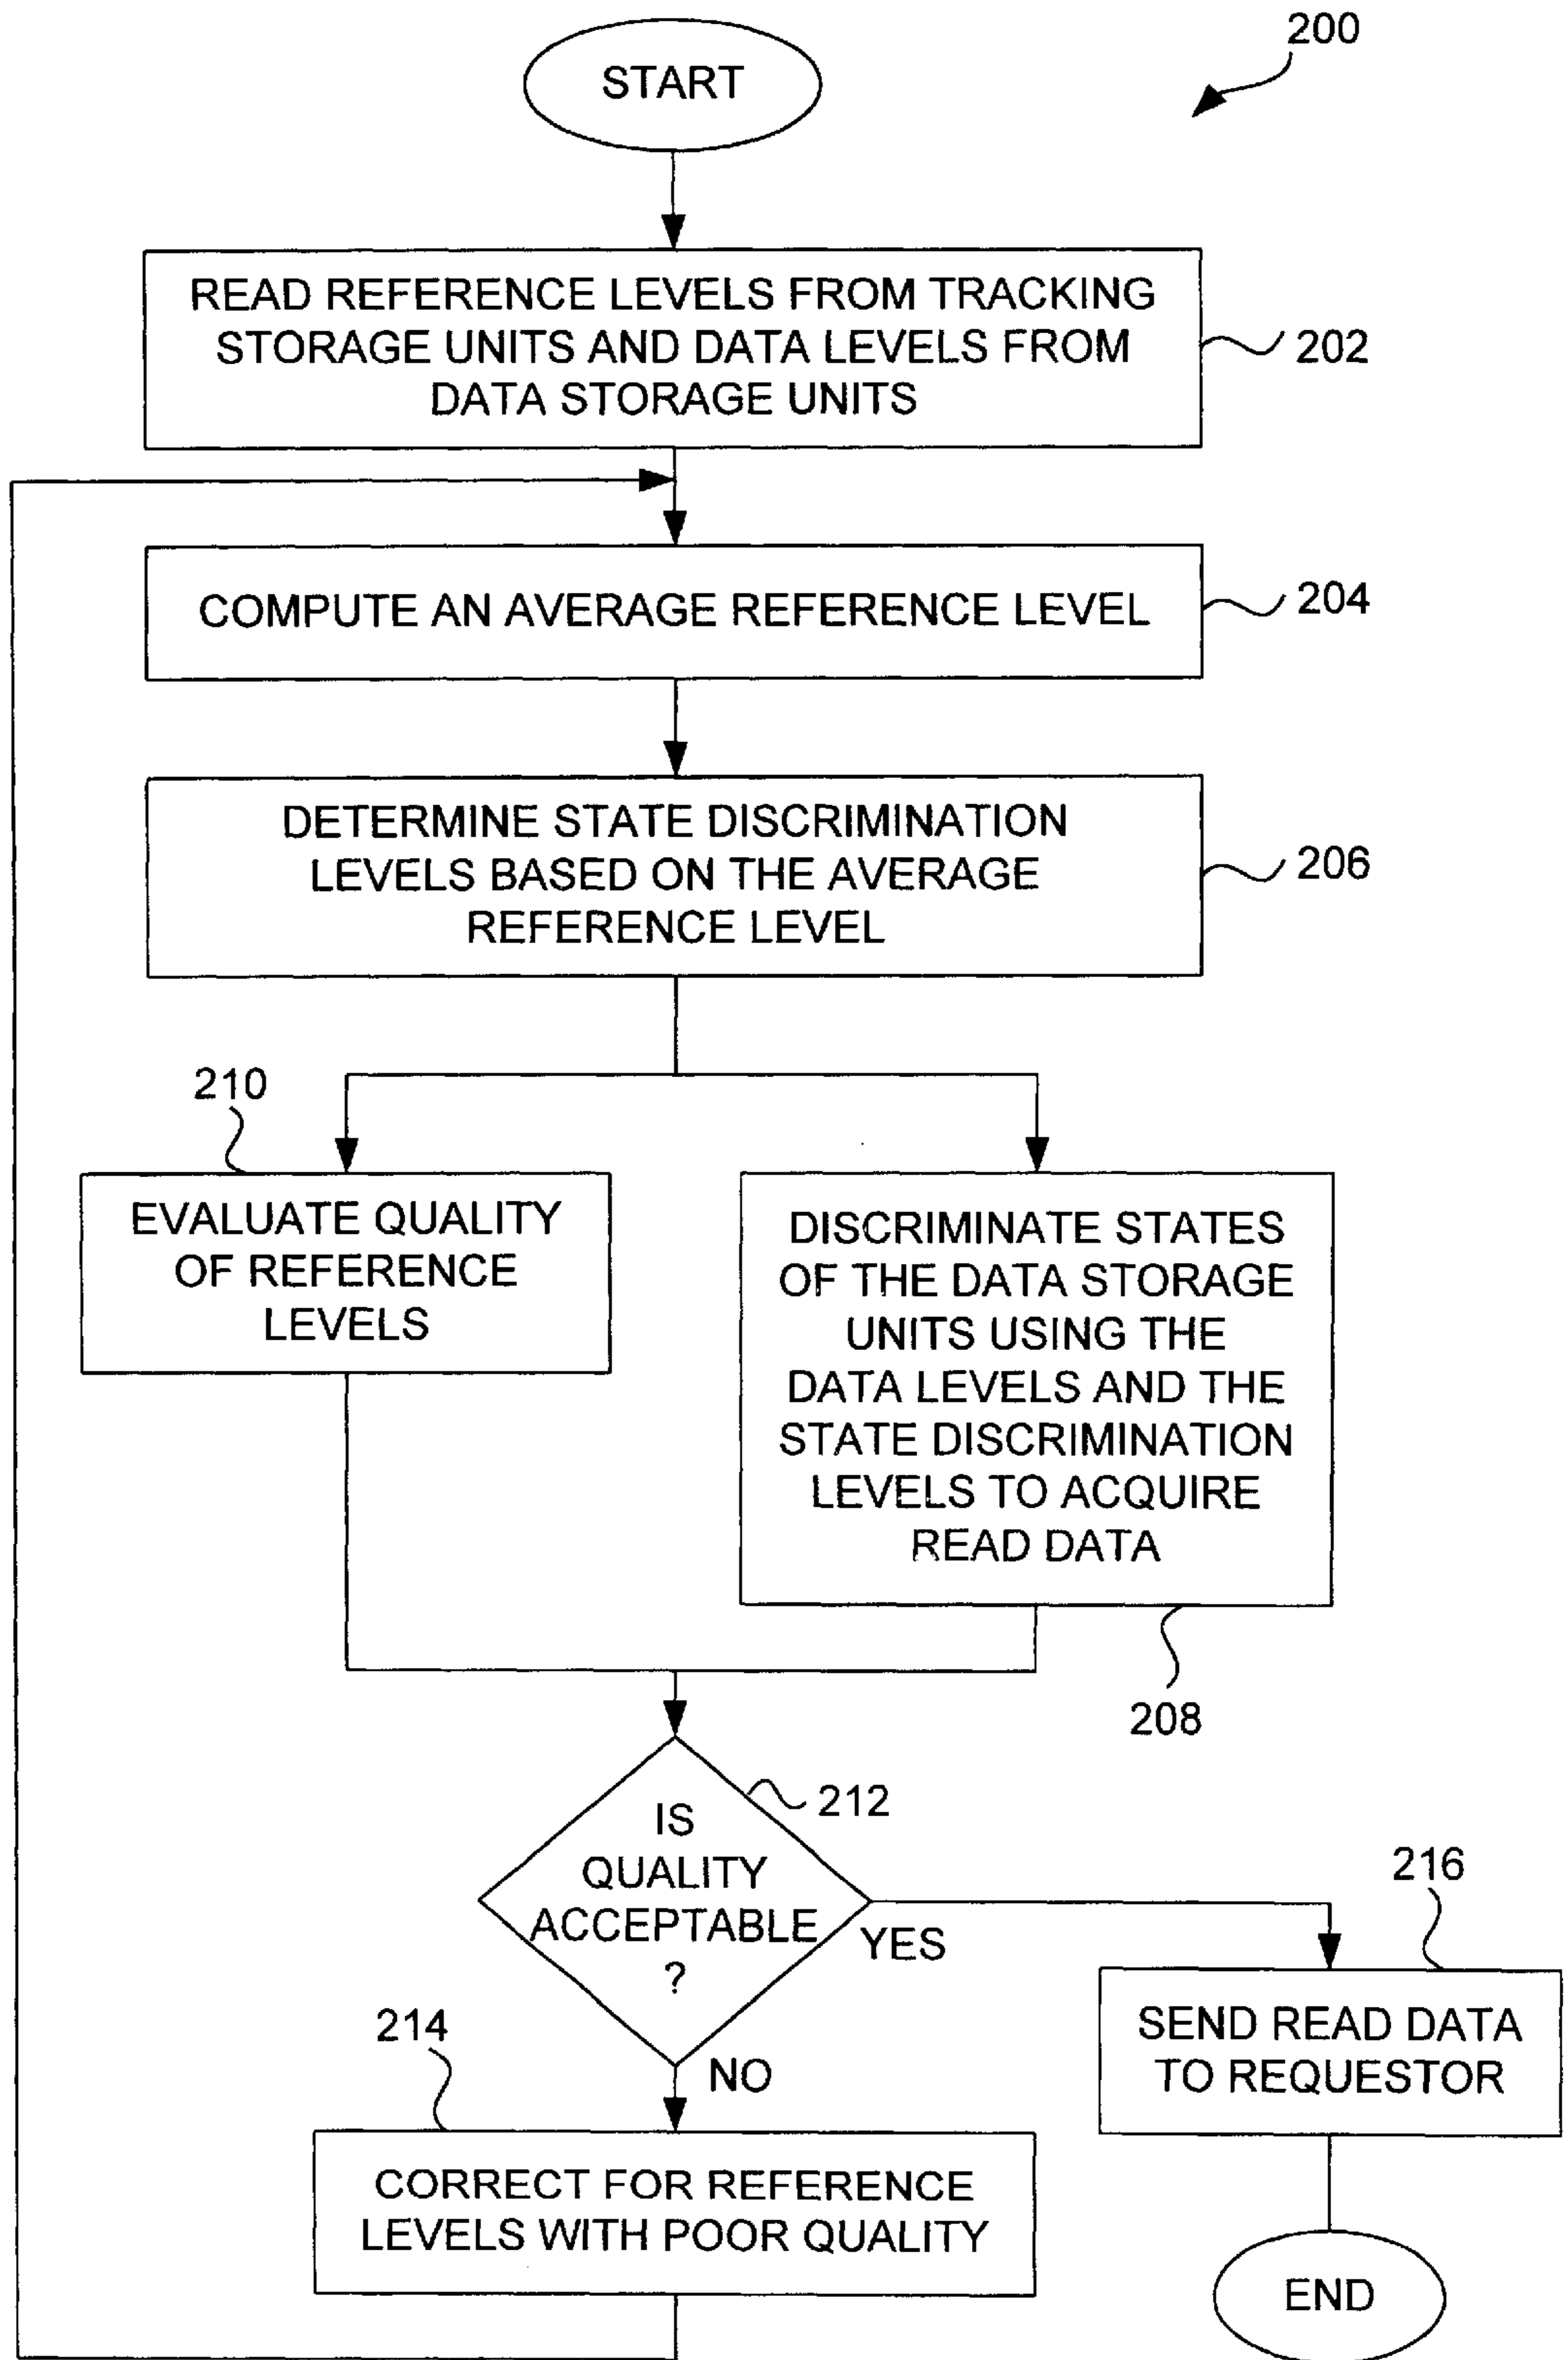 START
200
READ REFERENCE LEVELS FROM TRACKING
STORAGE UNITS AND DATA LEVELS FROM
DATA STORAGE UNITS
202
COMPUTE AN AVERAGE REFERENCE LEVEL
204
DETERMINE STATE DISCRIMINATION
LEVELS BASED ON THE AVERAGE
REFERENCE LEVEL
206
210
EVALUATE QUALITY
OF REFERENCE
LEVELS
DISCRIMINATE STATES
OF THE DATA STORAGE
UNITS USING THE
DATA LEVELS AND THE
STATE DISCRIMINATION
LEVELS TO ACQUIRE
READ DATA
208
IS
QUALITY
ACCEPTABLE
?
212
YES
NO
216
SEND READ DATA
TO REQUESTOR
214
CORRECT FOR REFERENCE
LEVELS WITH POOR QUALITY
END